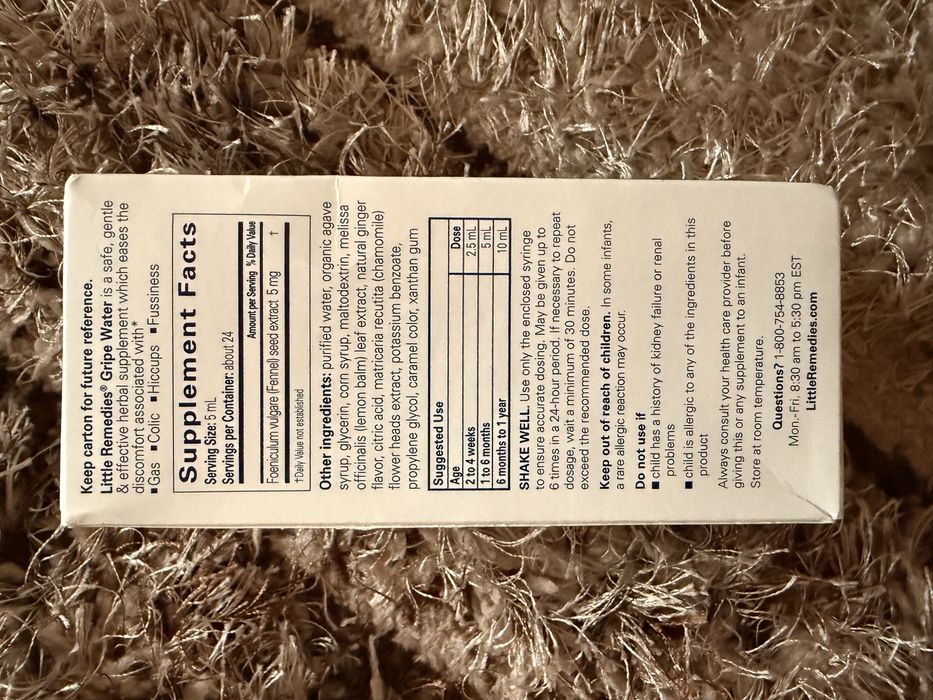 Keep carton for future reference.
Little Remedies® Gripe Water is a safe, gentle
& effective herbal supplement which eases the
discomfort associated with*
■ Gas ■ Colic ■ Hiccups ■ Fussiness
Supplement Facts
Serving Size: 5 mL
Servings per Container: about 24
Amount per Serving % Daily Value
Foeniculum vulgare (Fennel) seed extract 5 mg †
†Daily Value not established
Other ingredients: purified water, organic agave
syrup, glycerin, corn syrup, maltodextrin, melissa
officinalis (lemon balm) leaf extract, natural ginger
flavor, citric acid, matricaria recutita (chamomile)
flower heads extract, potassium benzoate,
propylene glycol, caramel color, xanthan gum
Suggested Use
Age Dose
2 to 4 weeks 2.5 mL
1 to 6 months 5 mL
6 months to 1 year 10 mL
SHAKE WELL. Use only the enclosed syringe
to ensure accurate dosing. May be given up to
6 times in a 24-hour period. If necessary to repeat
dosage, wait a minimum of 30 minutes. Do not
exceed the recommended dose.
Keep out of reach of children. In some infants,
a rare allergic reaction may occur.
Do not use if
■ child has a history of kidney failure or renal
problems
■ child is allergic to any of the ingredients in this
product
Always consult your health care provider before
giving this or any supplement to an infant.
Store at room temperature.
Questions? 1-800-754-8853
Mon.-Fri. 8:30 am to 5:30 pm EST
LittleRemedies.com